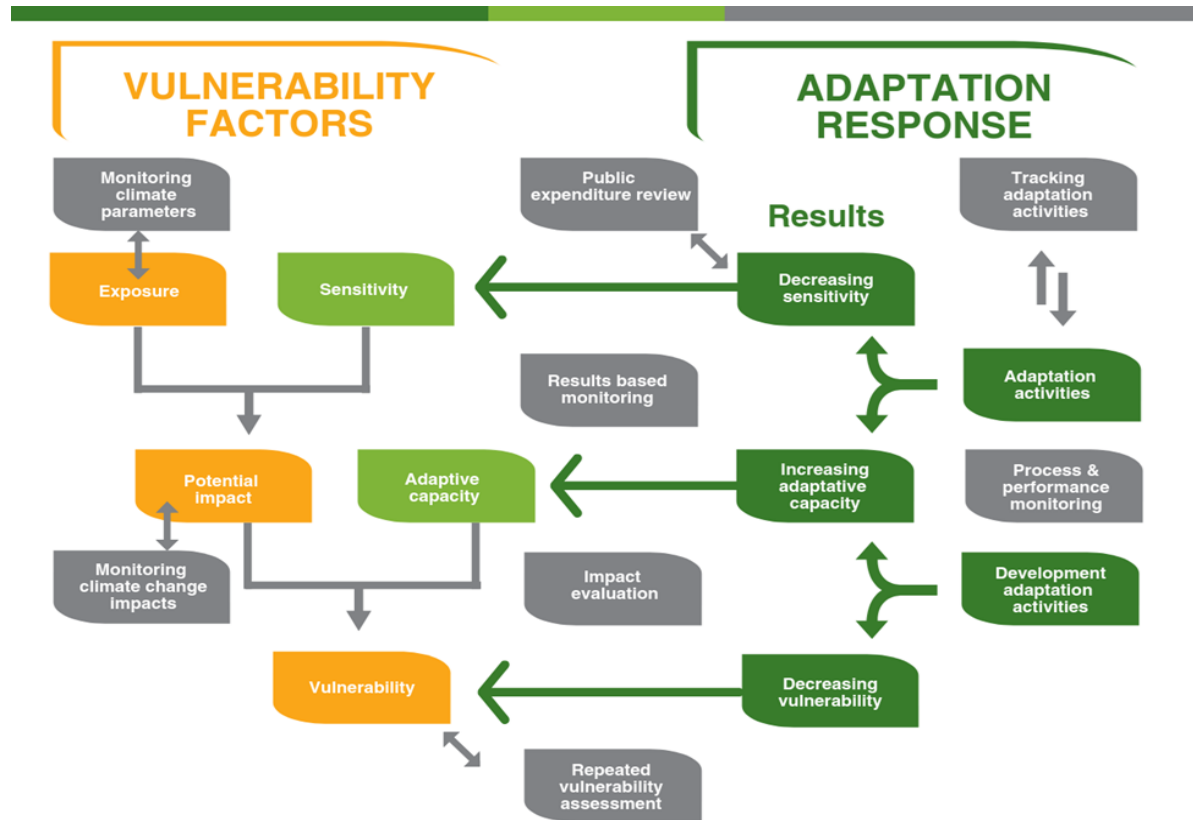 VULNERABILITY
FACTORS
ADAPTATION
RESPONSE
Monitoring
climate
parameters
Public
expenditure review
Tracking
adaptation
activities
Results
Exposure
Sensitivity
Decreasing
sensitivity
Results based
monitoring
Adaptation
activities
Potential
impact
Adaptive
capacity
Increasing
adaptative
capacity
Process &
performance
monitoring
Monitoring
climate change
impacts
Impact
evaluation
Development
adaptation
activities
Vulnerability
Decreasing
vulnerability
Repeated
vulnerability
assessment